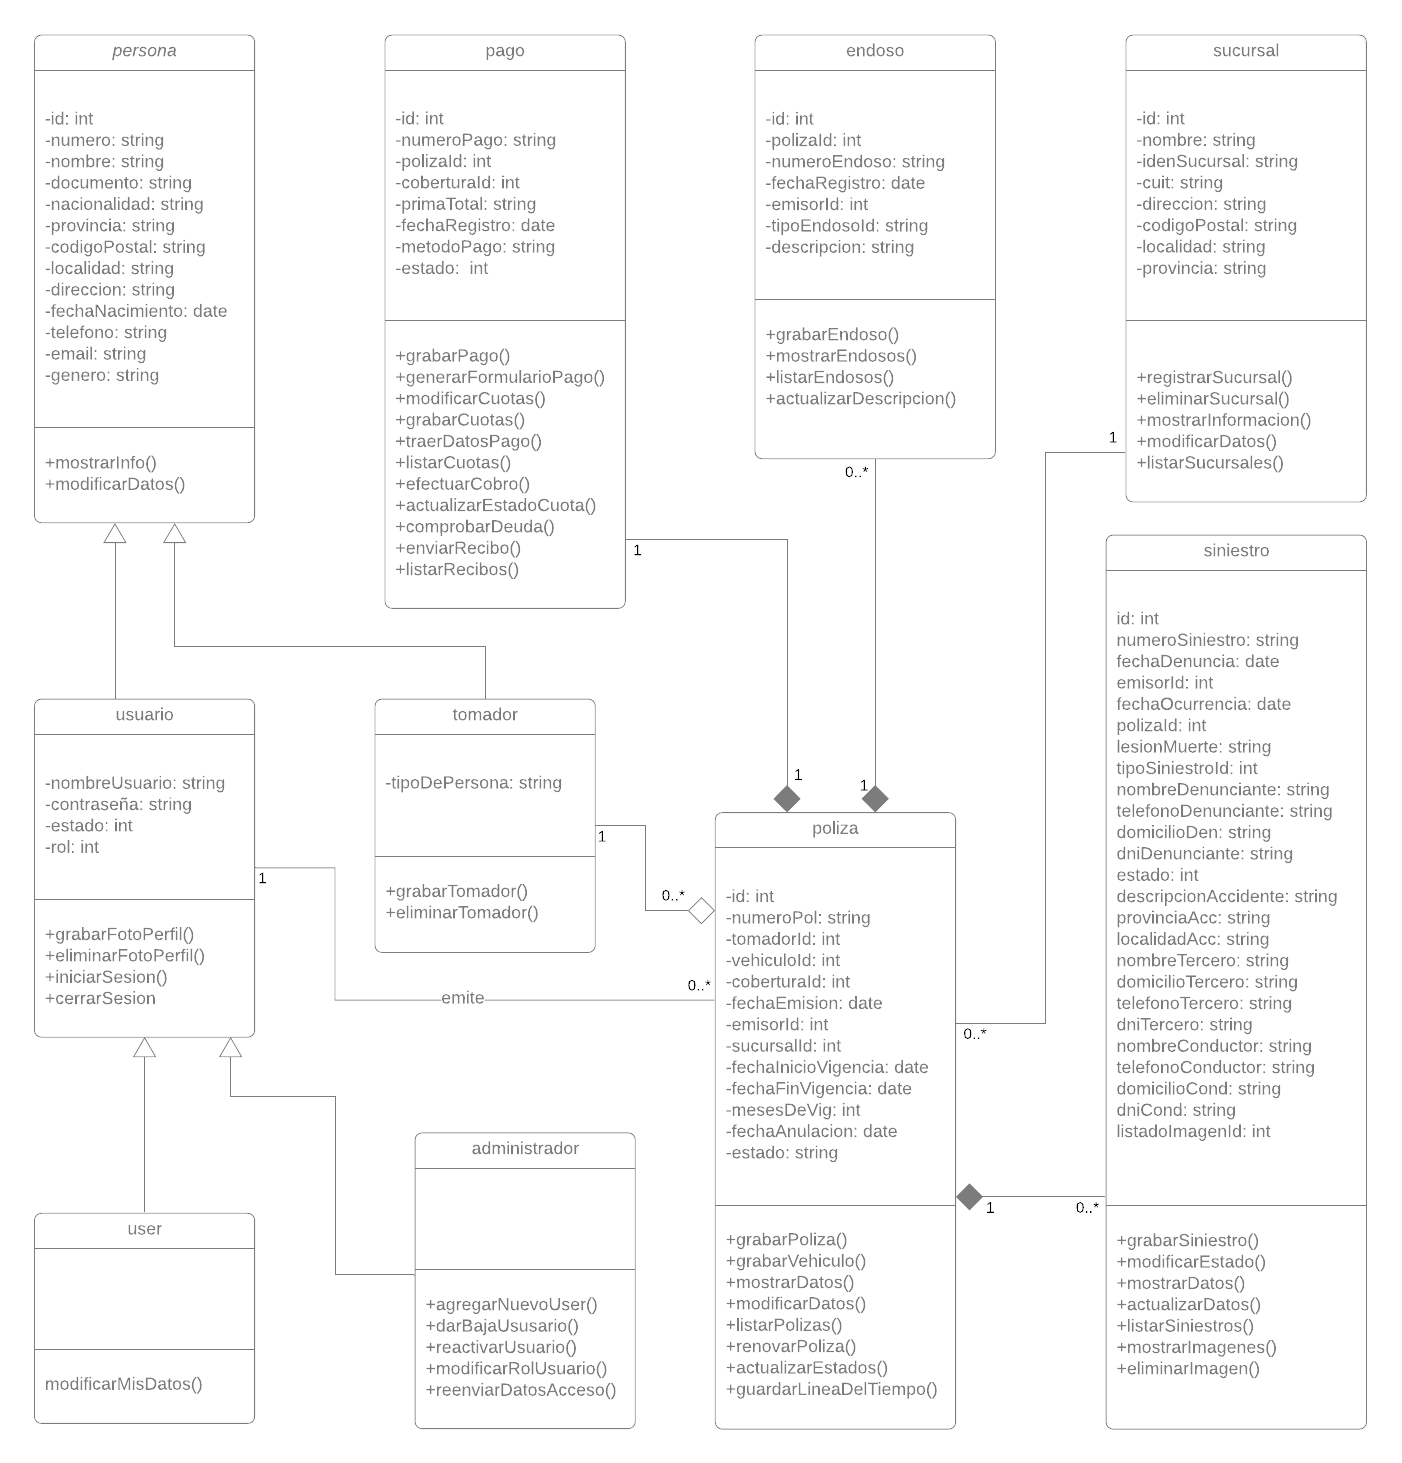 persona
-id: int
-numero: string
-nombre: string
-documento: string
-nacionalidad: string
-provincia: string
-codigoPostal: string
-localidad: string
-direccion: string
-fechaNacimiento: date
-telefono: string
-email: string
-genero: string
+mostrarInfo()
+modificarDatos()
pago
-id: int
-numeroPago: string
-polizaId: int
-coberturaId: int
-primaTotal: string
-fechaRegistro: date
-metodoPago: string
-estado:  int
+grabarPago()
+generarFormularioPago()
+modificarCuotas()
+grabarCuotas()
+traerDatosPago()
+listarCuotas()
+efectuarCobro()
+actualizarEstadoCuota()
+comprobarDeuda()
+enviarRecibo()
+listarRecibos()
1
1
endoso
-id: int
-polizaId: int
-numeroEndoso: string
-fechaRegistro: date
-emisorId: int
-tipoEndosoId: string
-descripcion: string
+grabarEndoso()
+mostrarEndosos()
+listarEndosos()
+actualizarDescripcion()
0..*
1
sucursal
-id: int
-nombre: string
-idenSucursal: string
-cuit: string
-direccion: string
-codigoPostal: string
-localidad: string
-provincia: string
+registrarSucursal()
+eliminarSucursal()
+mostrarInformacion()
+modificarDatos()
+listarSucursales()
1
0..*
usuario
-nombreUsuario: string
-contraseña: string
-estado: int
-rol: int
+grabarFotoPerfil()
+eliminarFotoPerfil()
+iniciarSesion()
+cerrarSesion
1
emite
0..*
tomador
-tipoDePersona: string
+grabarTomador()
+eliminarTomador()
1
0..*
poliza
-id: int
-numeroPol: string
-tomadorId: int
-vehiculoId: int
-coberturaId: int
-fechaEmision: date
-emisorId: int
-sucursalId: int
-fechaInicioVigencia: date
-fechaFinVigencia: date
-mesesDeVig: int
-fechaAnulacion: date
-estado: string
+grabarPoliza()
+grabarVehiculo()
+mostrarDatos()
+modificarDatos()
+listarPolizas()
+renovarPoliza()
+actualizarEstados()
+guardarLineaDelTiempo()
1
0..*
siniestro
id: int
numeroSiniestro: string
fechaDenuncia: date
emisorId: int
fechaOcurrencia: date
polizaId: int
lesionMuerte: string
tipoSiniestroId: int
nombreDenunciante: string
telefonoDenunciante: string
domicilioDen: string
dniDenunciante: string
estado: int
descripcionAccidente: string
provinciaAcc: string
localidadAcc: string
nombreTercero: string
domicilioTercero: string
telefonoTercero: string
dniTercero: string
nombreConductor: string
telefonoConductor: string
domicilioCond: string
dniCond: string
listadoImagenId: int
+grabarSiniestro()
+modificarEstado()
+mostrarDatos()
+actualizarDatos()
+listarSiniestros()
+mostrarImagenes()
+eliminarImagen()
user
modificarMisDatos()
administrador
+agregarNuevoUser()
+darBajaUsusario()
+reactivarUsuario()
+modificarRolUsuario()
+reenviarDatosAcceso()